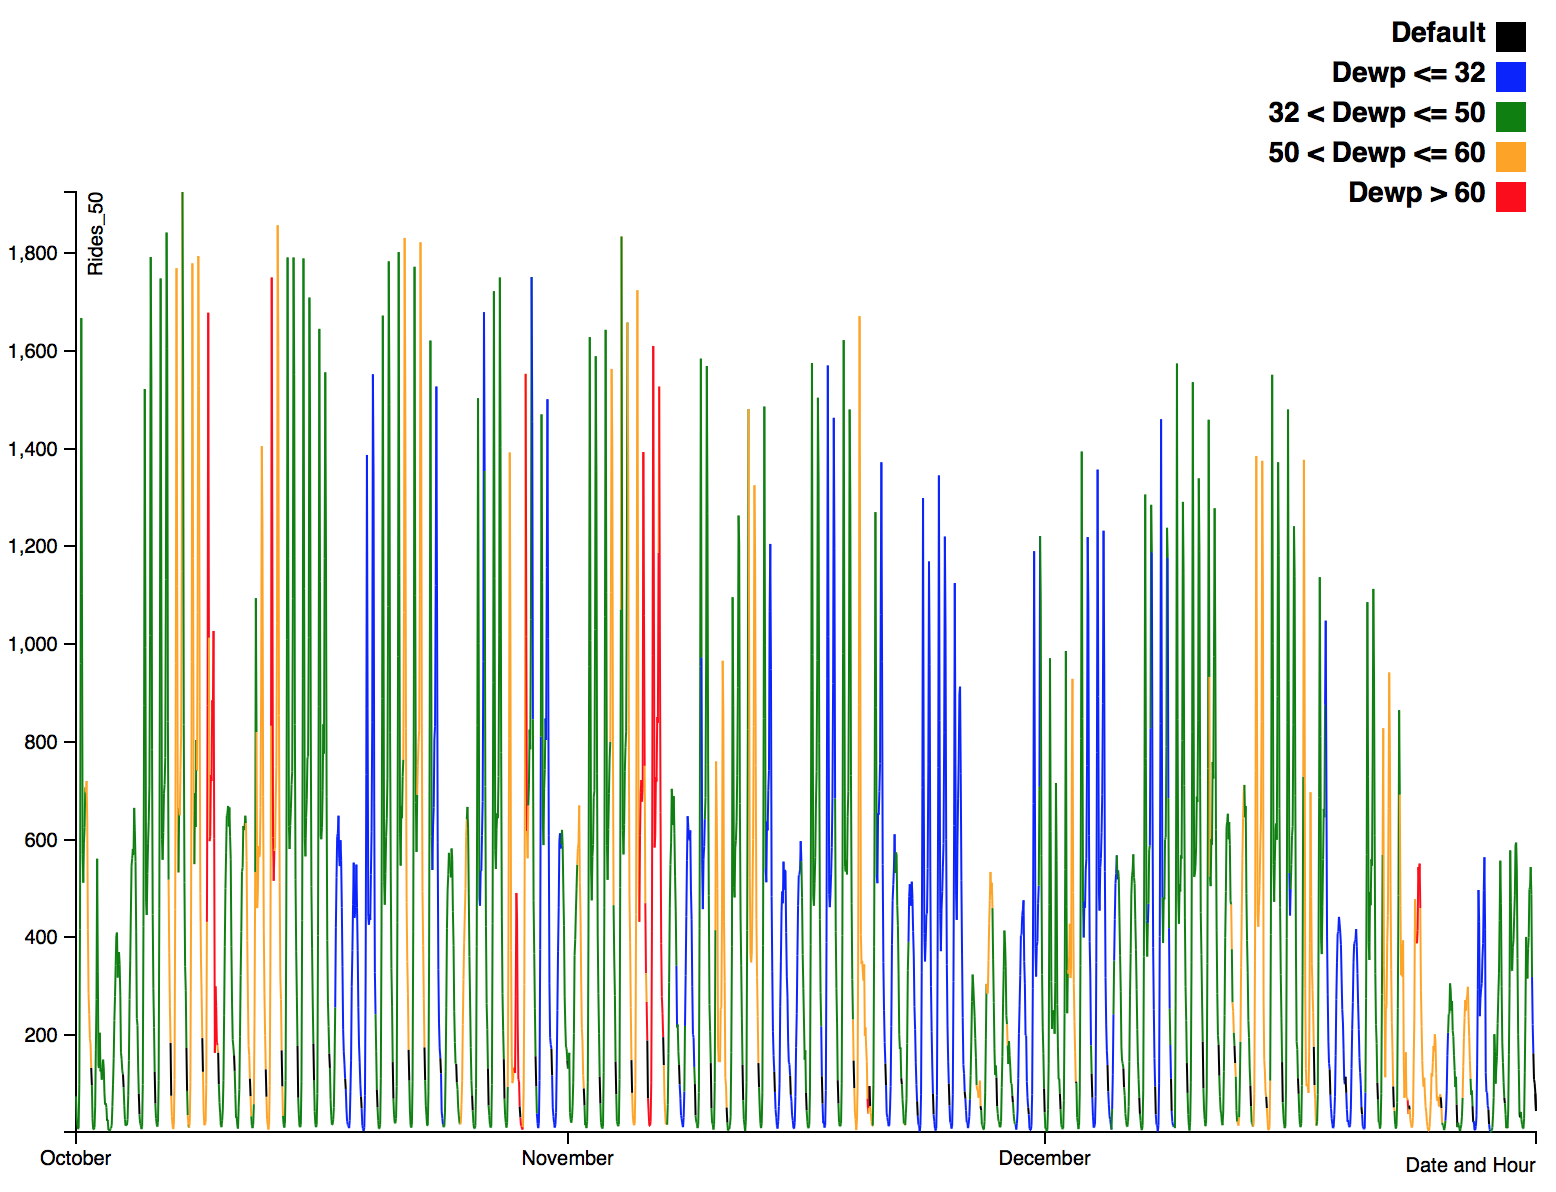 Default
Dewp <= 32
32 < Dewp <= 50
50 < Dewp <= 60
Dewp > 60
Rides_50
1,800
1,600
1,400
1,200
1,000
800
600
400
200
October
November
December
Date and Hour